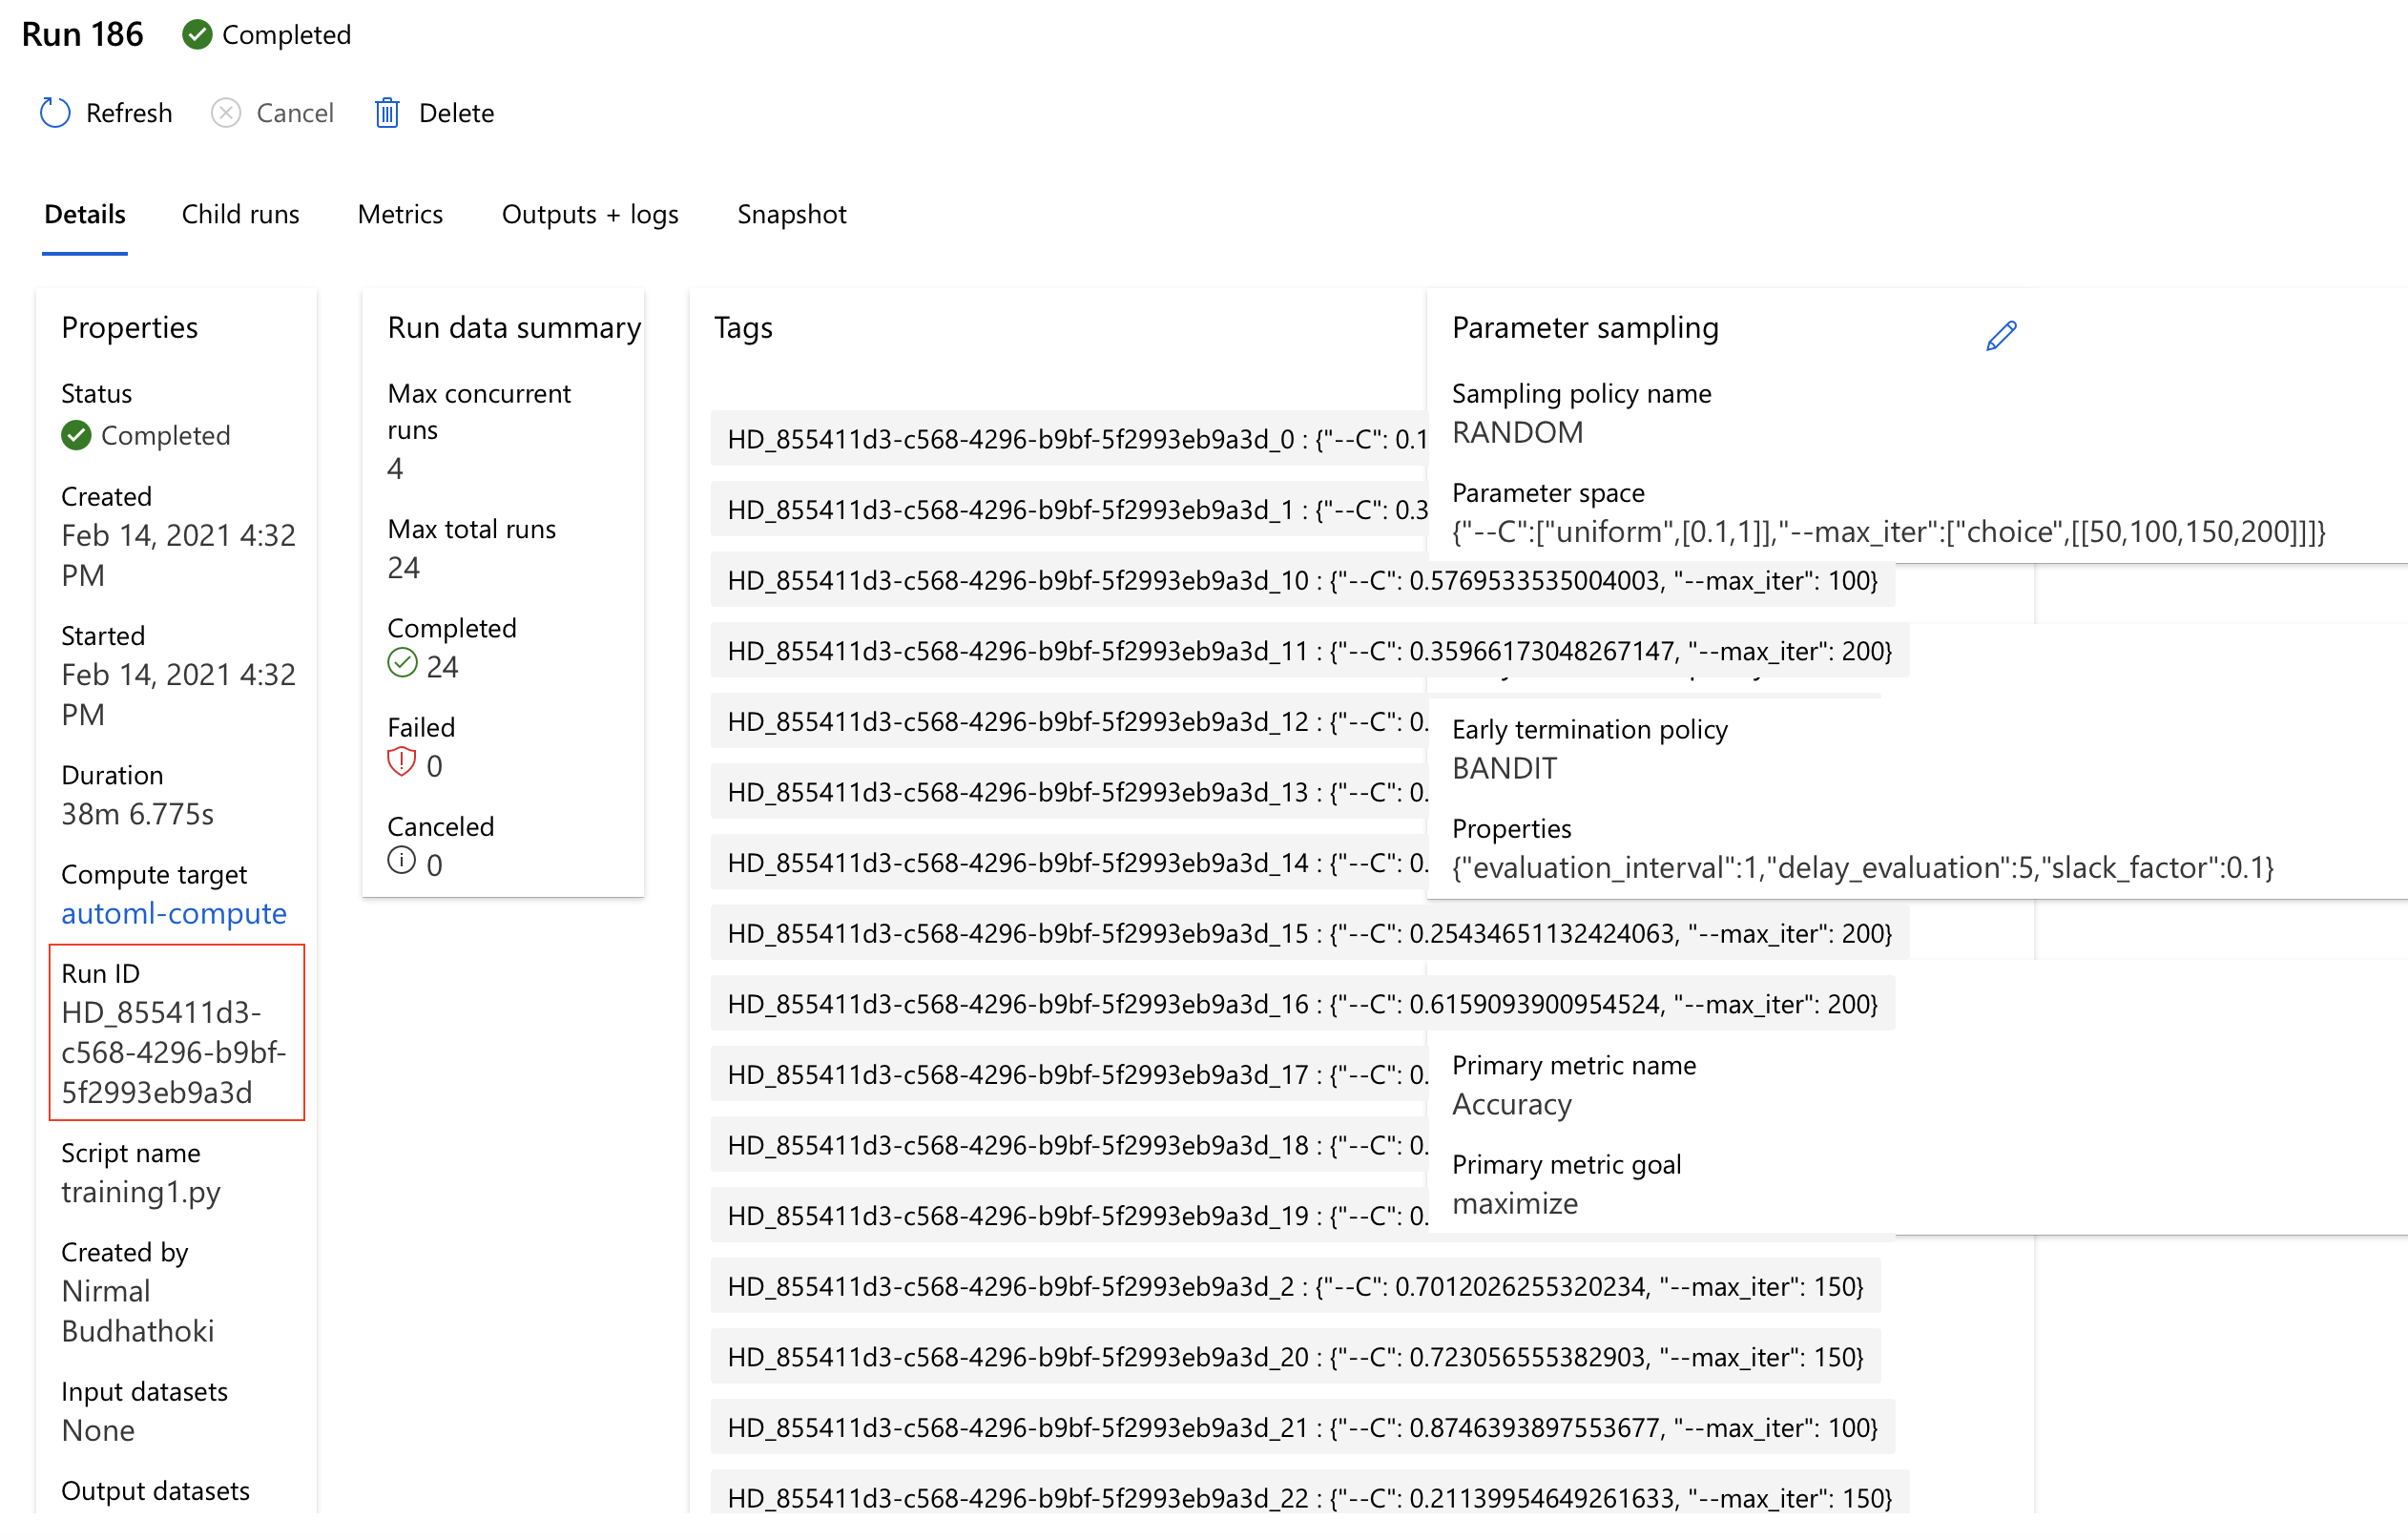 Run 186
Completed
Refresh
Cancel
Delete
Details
Child runs
Metrics
Outputs + logs
Snapshot
Properties
Status
Completed
Created
Feb 14, 2021 4:32
PM
Started
Feb 14, 2021 4:32
PM
Duration
38m 6.775s
Compute target
automl-compute
Run ID
HD_855411d3-
c568-4296-b9bf-
5f2993eb9a3d
Script name
training1.py
Created by
Nirmal
Budhathoki
Input datasets
None
Output datasets
Run data summary
Max concurrent
runs
4
Max total runs
24
Completed
24
Failed
0
Canceled
0
Tags
HD_855411d3-c568-4296-b9bf-5f2993eb9a3d_0 : {"--C": 0.1
HD_855411d3-c568-4296-b9bf-5f2993eb9a3d_1 : {"--C": 0.3
HD_855411d3-c568-4296-b9bf-5f2993eb9a3d_10 : {"--C": 0.5769533535004003, "--max_iter": 100}
HD_855411d3-c568-4296-b9bf-5f2993eb9a3d_11 : {"--C": 0.35966173048267147, "--max_iter": 200}
HD_855411d3-c568-4296-b9bf-5f2993eb9a3d_12 : {"--C": 0.
HD_855411d3-c568-4296-b9bf-5f2993eb9a3d_13 : {"--C": 0.
HD_855411d3-c568-4296-b9bf-5f2993eb9a3d_14 : {"--C": 0.
HD_855411d3-c568-4296-b9bf-5f2993eb9a3d_15 : {"--C": 0.25434651132424063, "--max_iter": 200}
HD_855411d3-c568-4296-b9bf-5f2993eb9a3d_16 : {"--C": 0.6159093900954524, "--max_iter": 200}
HD_855411d3-c568-4296-b9bf-5f2993eb9a3d_17 : {"--C": 0.
HD_855411d3-c568-4296-b9bf-5f2993eb9a3d_18 : {"--C": 0.
HD_855411d3-c568-4296-b9bf-5f2993eb9a3d_19 : {"--C": 0.
HD_855411d3-c568-4296-b9bf-5f2993eb9a3d_2 : {"--C": 0.7012026255320234, "--max_iter": 150}
HD_855411d3-c568-4296-b9bf-5f2993eb9a3d_20 : {"--C": 0.723056555382903, "--max_iter": 150}
HD_855411d3-c568-4296-b9bf-5f2993eb9a3d_21 : {"--C": 0.8746393897553677, "--max_iter": 100}
HD_855411d3-c568-4296-b9bf-5f2993eb9a3d_22 : {"--C": 0.21139954649261633, "--max_iter": 150}
Parameter sampling
Sampling policy name
RANDOM
Parameter space
{"--C":["uniform",[0.1,1]],"--max_iter":["choice",[[50,100,150,200]]]}
Early termination policy
BANDIT
Properties
{"evaluation_interval":1,"delay_evaluation":5,"slack_factor":0.1}
Primary metric name
Accuracy
Primary metric goal
maximize